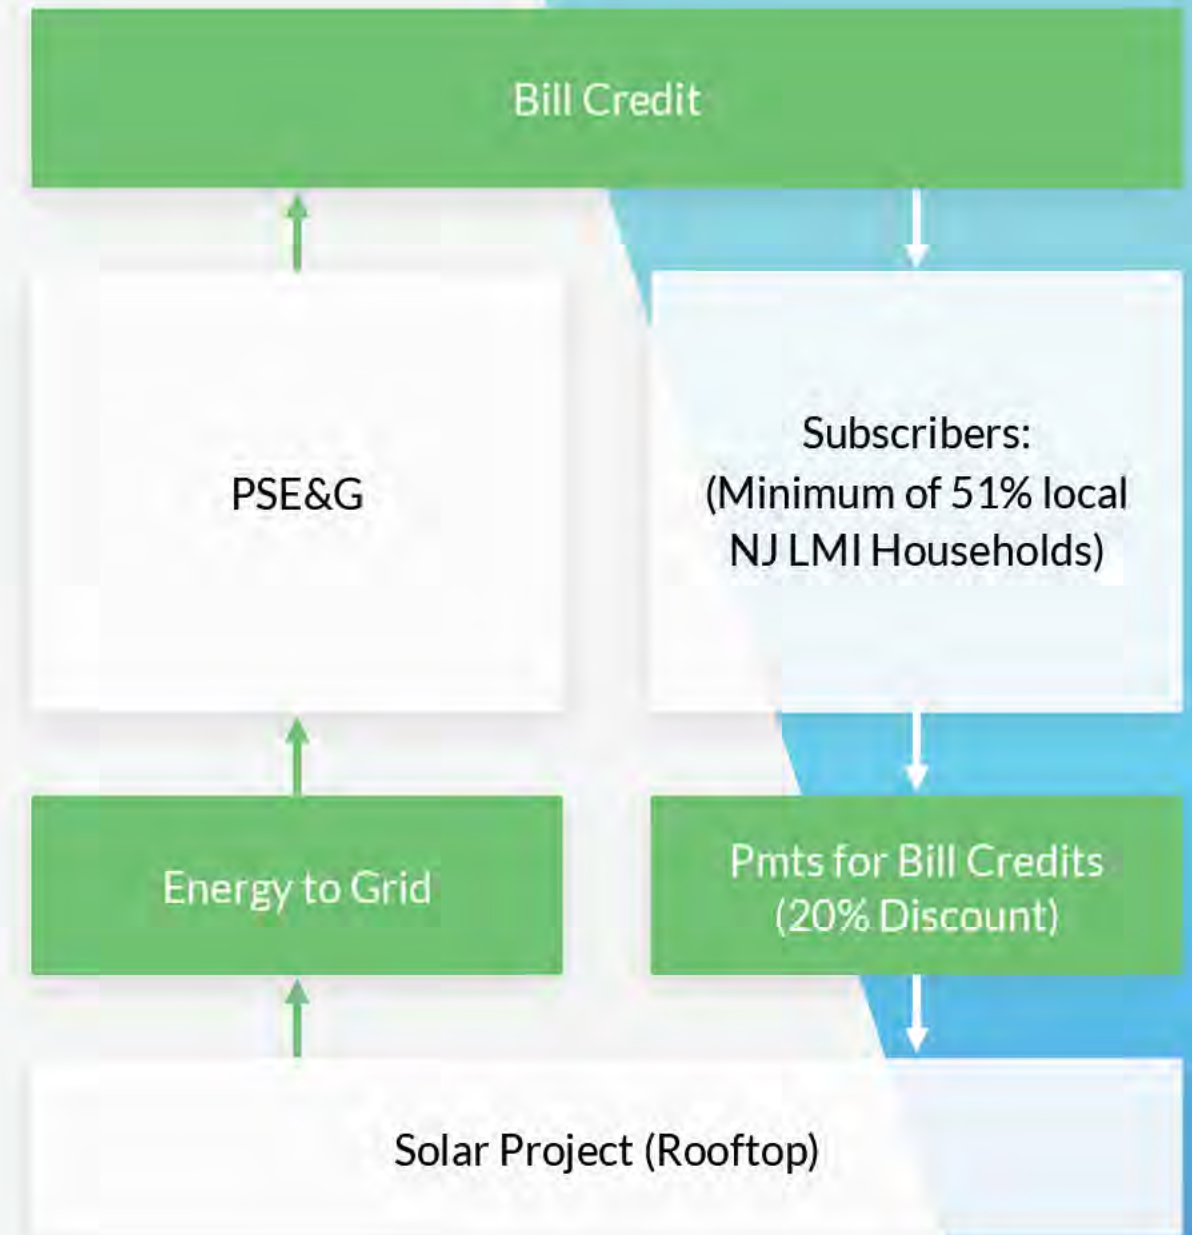 Bill Credit
PSE&G
Subscribers:
(Minimum of 51% local
NJ LMI Households)
Energy to Grid
Pmts for Bill Credits
(20% Discount)
Solar Project (Rooftop)